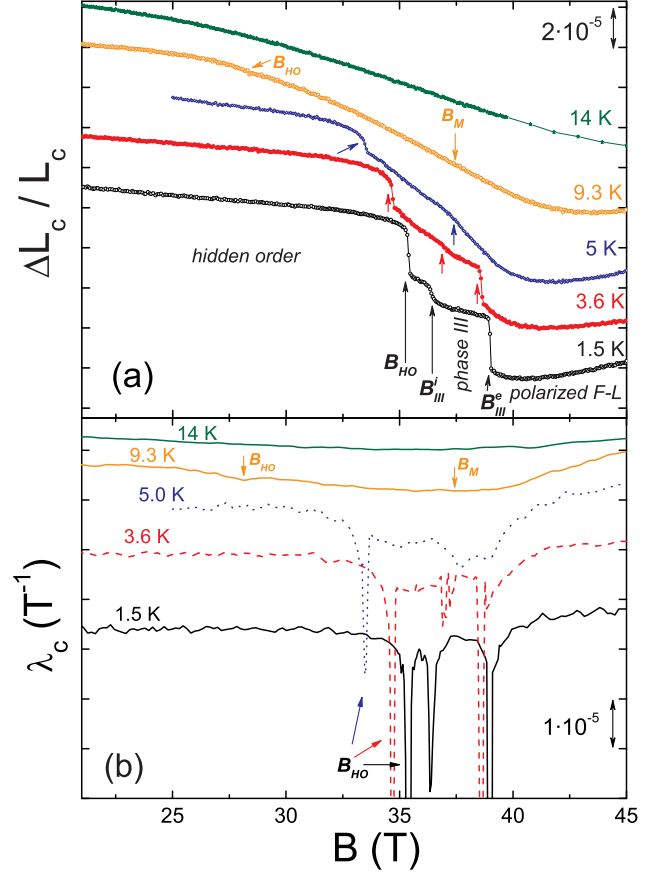 2·10⁻⁵
B_HO
14 K
B_M
9.3 K
ΔL_c / L_c
hidden order
5 K
3.6 K
phase III
1.5 K
(a)
B_HO
B^i_III
B^e_III
polarized F-L
14 K
9.3 K
B_HO
B_M
5.0 K
3.6 K
1.5 K
λ_c (T⁻¹)
1·10⁻⁵
(b)
B_HO
25 30 35 40 45
B (T)